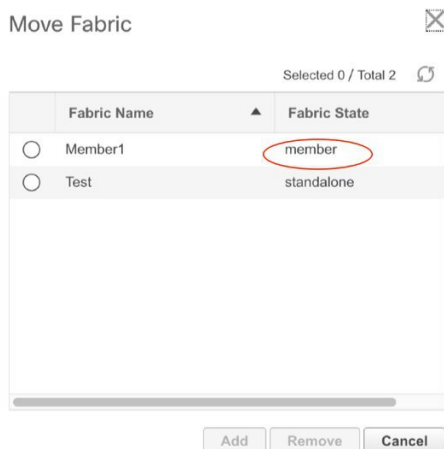 Move Fabric
Selected 0 / Total 2
Fabric Name Fabric State
Member1 member
Test standalone
Add Remove Cancel